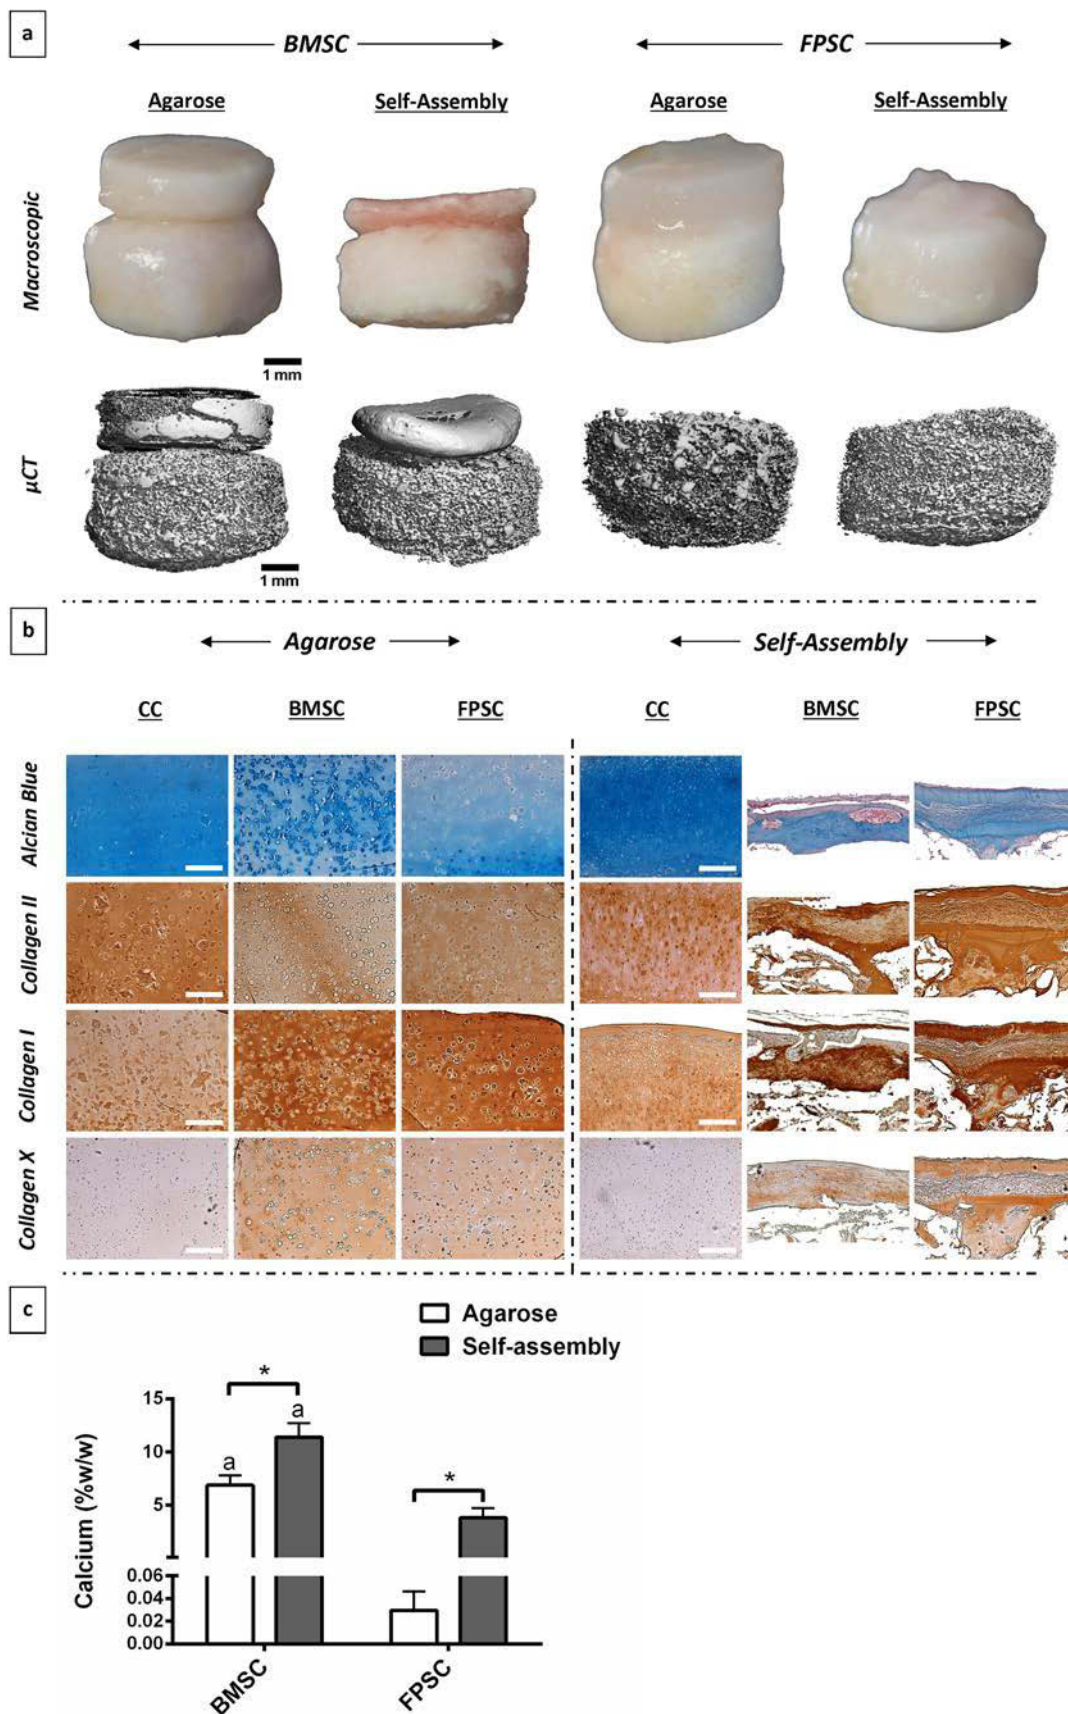 a
BMSC FPSC
Agarose Self-Assembly Agarose Self-Assembly
Macroscopic
1 mm
µCT
1 mm
b
Agarose Self-Assembly
CC BMSC FPSC CC BMSC FPSC
Alcian Blue
Collagen II
Collagen I
Collagen X
c
Agarose
Self-assembly
Calcium (%w/w)
15
10
5
0.06
0.04
0.02
0.00
*
a
a
*
BMSC
FPSC